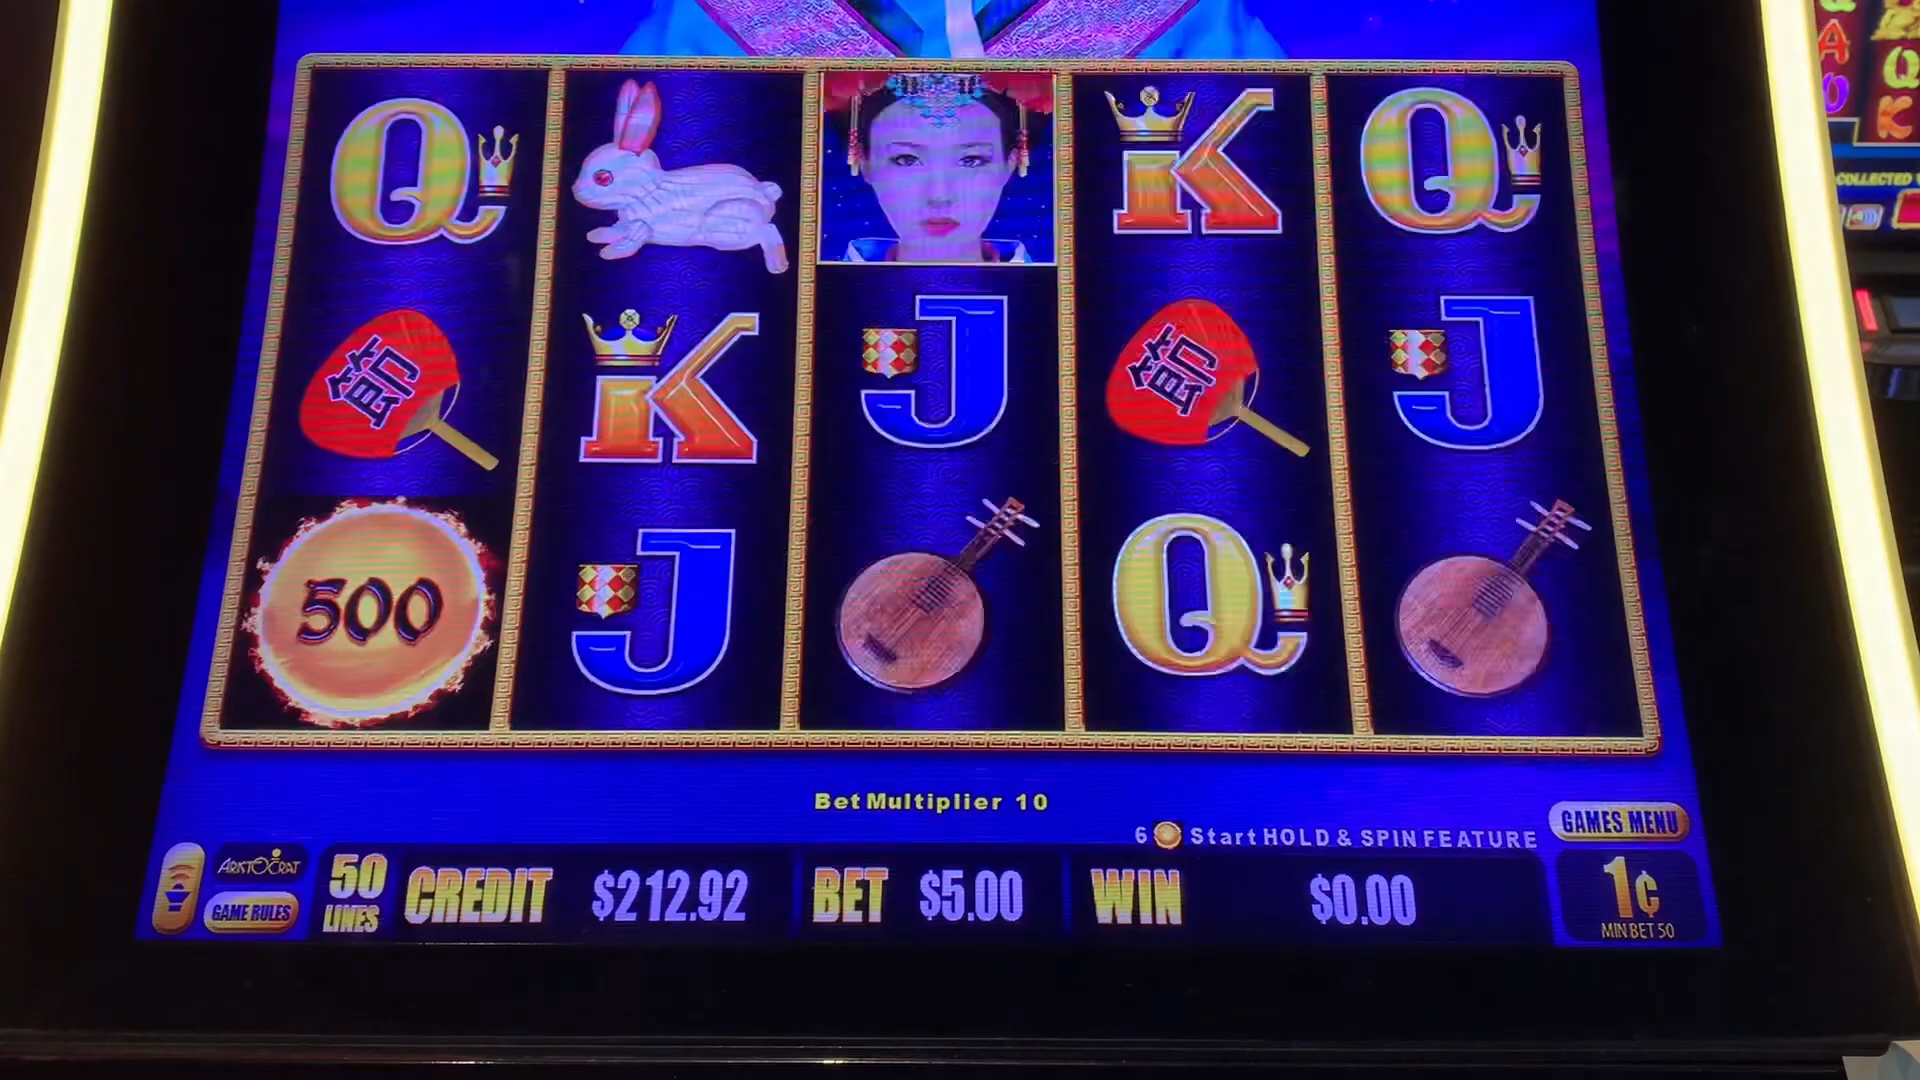 Q K Q
K J J
500 J Q
Bet Multiplier 10
6 Start HOLD & SPIN FEATURE
GAMES MENU
ARISTOCRAT
GAME RULES
50 LINES
CREDIT $212.92
BET $5.00
WIN $0.00
1¢
MIN BET 50
A
Q
K
COLLECTED